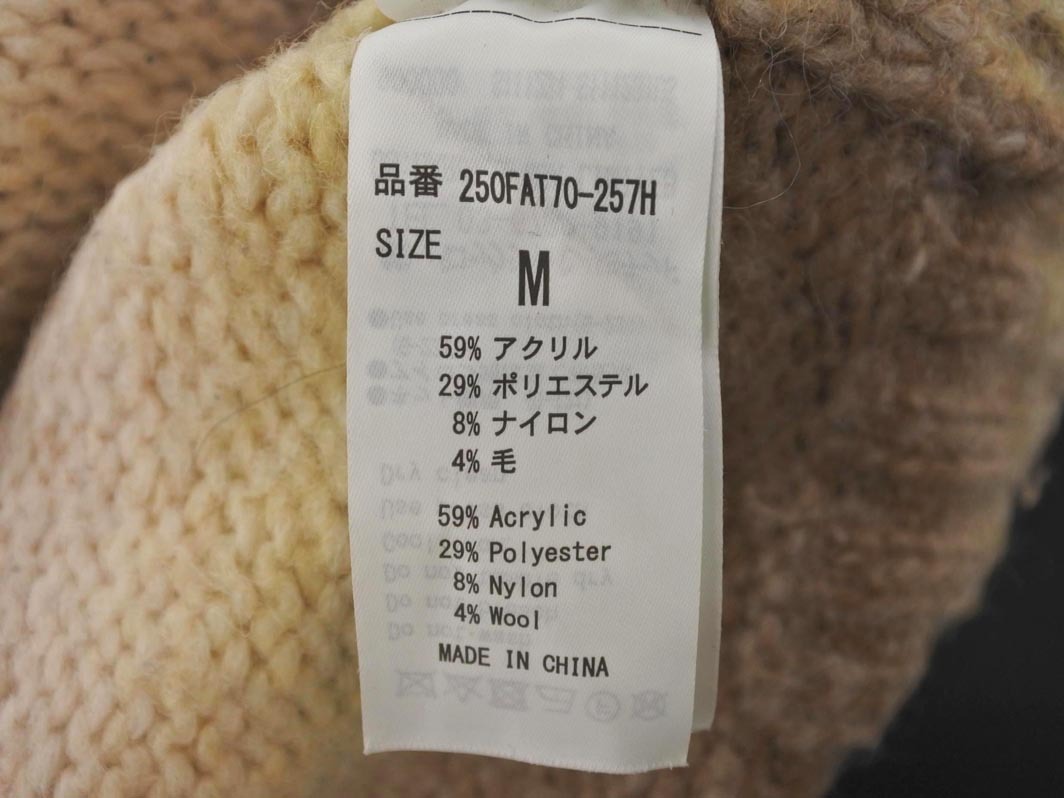 品番 250FAT70-257H
SIZE
M
59% アクリル
29% ポリエステル
8% ナイロン
4% 毛
59% Acrylic
29% Polyester
8% Nylon
4% Wool
MADE IN CHINA